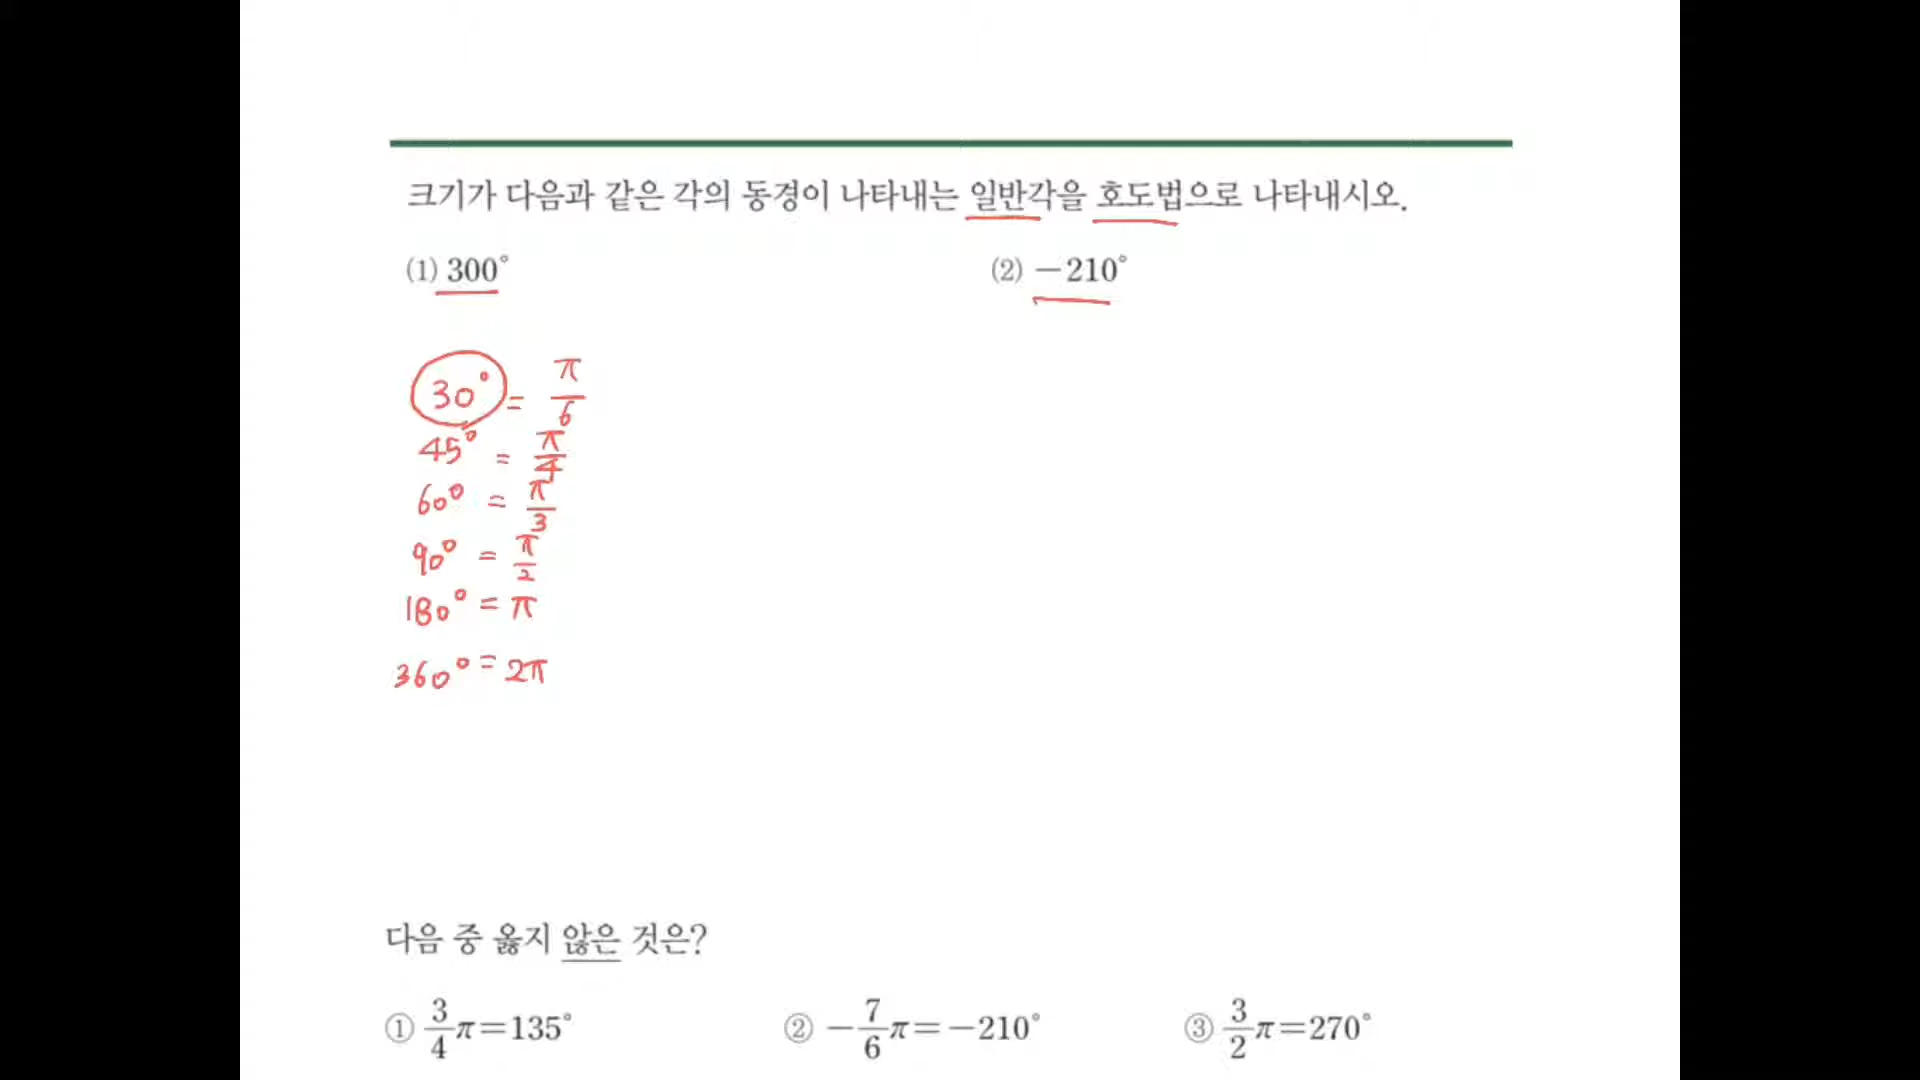 크기가 다음과 같은 각의 동경이 나타내는 일반각을 호도법으로 나타내시오.
(1) 300° (2) −210°
30° = π/6
45° = π/4
60° = π/3
90° = π/2
180° = π
360° = 2π
다음 중 옳지 않은 것은?
① 3/4 π=135° ② −7/6 π=−210° ③ 3/2 π=270°